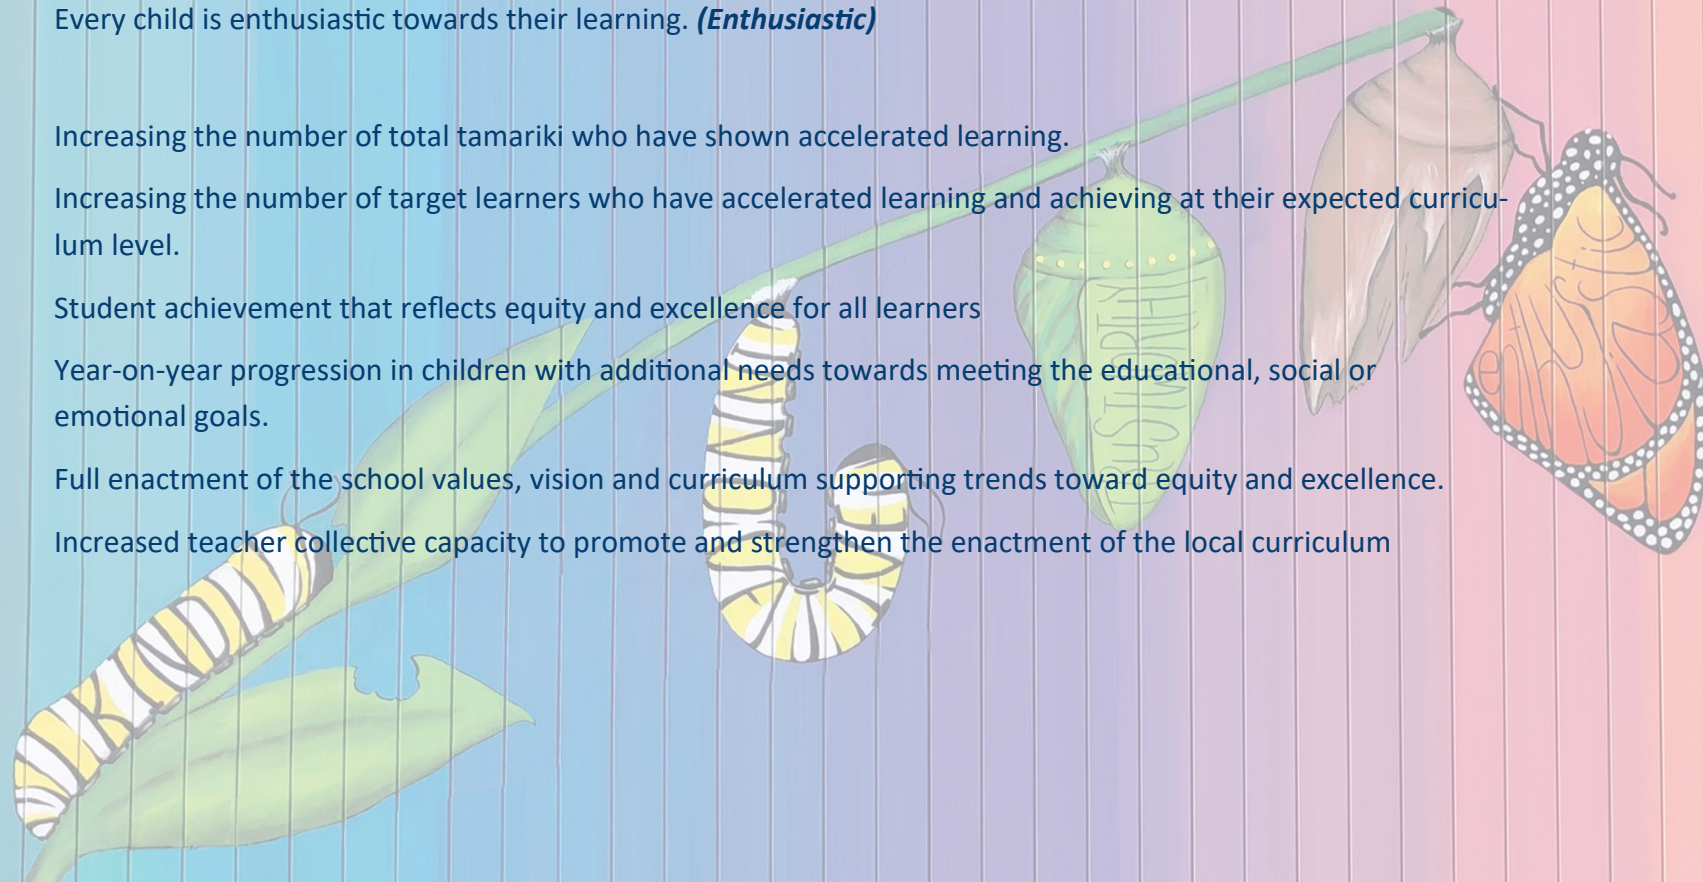 Every child is enthusiastic towards their learning. (Enthusiastic)
Increasing the number of total tamariki who have shown accelerated learning.
Increasing the number of target learners who have accelerated learning and achieving at their expected curricu-
lum level.
Student achievement that reflects equity and excellence for all learners
Year-on-year progression in children with additional needs towards meeting the educational, social or
emotional goals.
Full enactment of the school values, vision and curriculum supporting trends toward equity and excellence.
Increased teacher collective capacity to promote and strengthen the enactment of the local curriculum
KIND
TRUSTWORTHY
enthusiastic